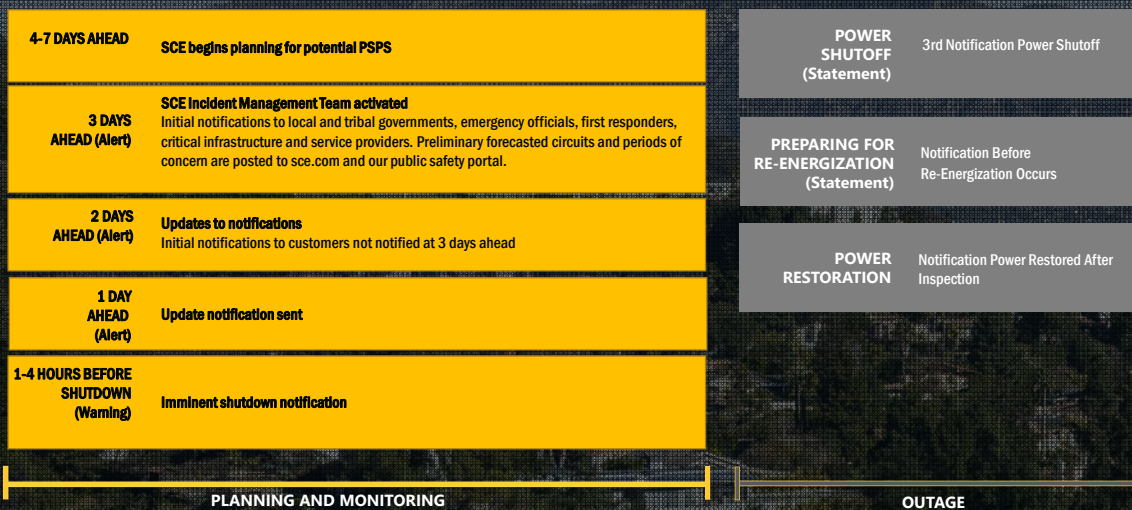 4-7 DAYS AHEAD
SCE begins planning for potential PSPS
3 DAYS
AHEAD (Alert)
SCE Incident Management Team activated
Initial notifications to local and tribal governments, emergency officials, first responders,
critical infrastructure and service providers. Preliminary forecasted circuits and periods of
concern are posted to sce.com and our public safety portal.
2 DAYS
AHEAD (Alert)
Updates to notifications
Initial notifications to customers not notified at 3 days ahead
1 DAY
AHEAD
(Alert)
Update notification sent
1-4 HOURS BEFORE
SHUTDOWN
(Warning)
Imminent shutdown notification
PLANNING AND MONITORING
POWER
SHUTOFF
(Statement)
3rd Notification Power Shutoff
PREPARING FOR
RE-ENERGIZATION
(Statement)
Notification Before
Re-Energization Occurs
POWER
RESTORATION
Notification Power Restored After
Inspection
OUTAGE